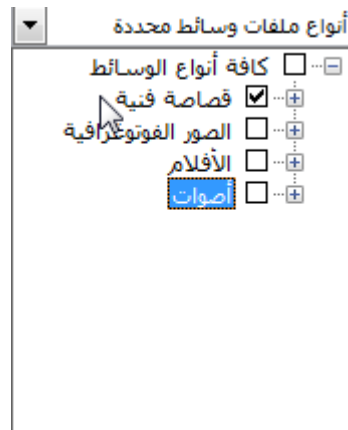 أنواع ملفات وسائط محددة
كافة أنواع الوسائط
قصاصة فنية
الصور الفوتوغرافية
الأفلام
أصوات